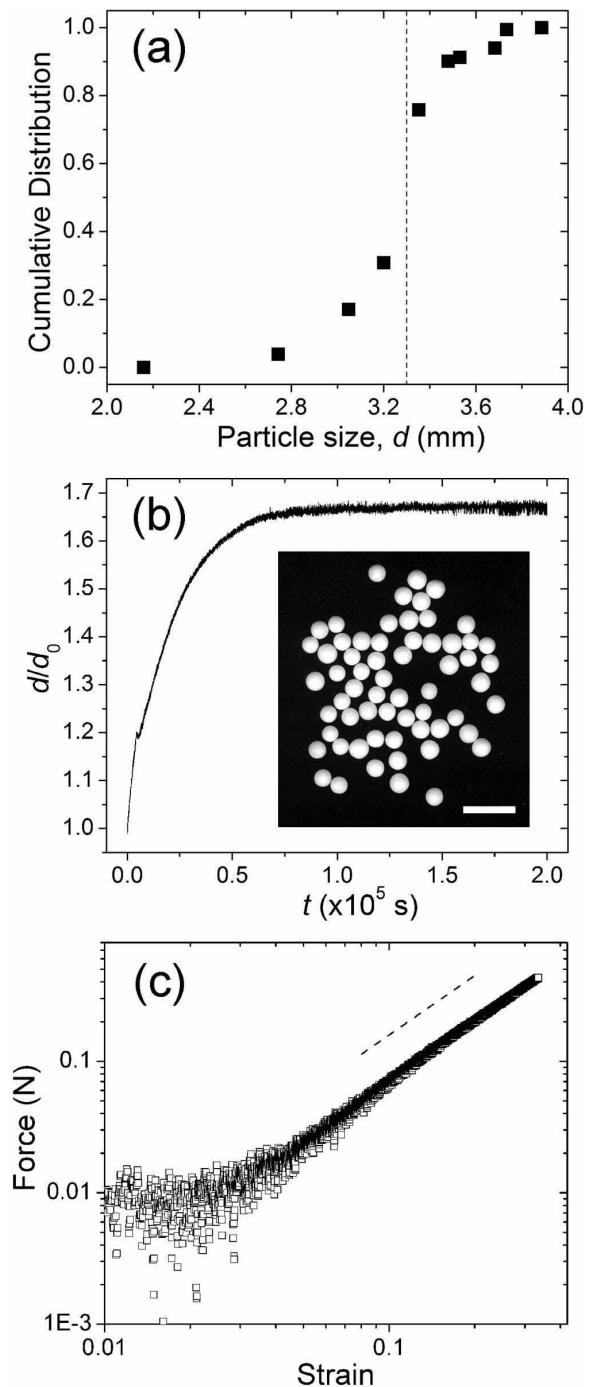 (a)
Cumulative Distribution
1.0
0.8
0.6
0.4
0.2
0.0
2.0 2.4 2.8 3.2 3.6 4.0
Particle size, d (mm)
(b)
d/d0
1.7
1.6
1.5
1.4
1.3
1.2
1.1
1.0
0.0 0.5 1.0 1.5 2.0
t (x10^5 s)
(c)
Force (N)
0.1
0.01
1E-3
0.01 0.1
Strain